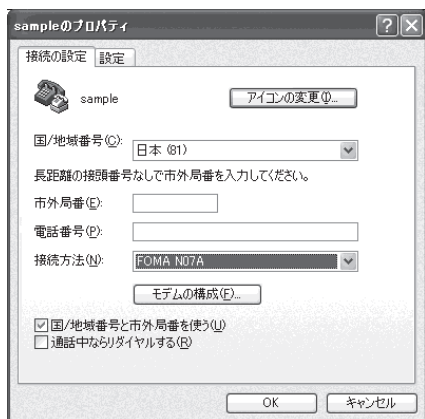 sampleのプロパティ
接続の設定 設定
sample アイコンの変更(I)...
国/地域番号(C): 日本 (81)
長距離の接頭番号なしで市外局番を入力してください。
市外局番(E):
電話番号(P):
接続方法(N): FOMA N07A
モデムの構成(F)...
国/地域番号と市外局番を使う(U)
通話中ならリダイヤルする(R)
OK キャンセル